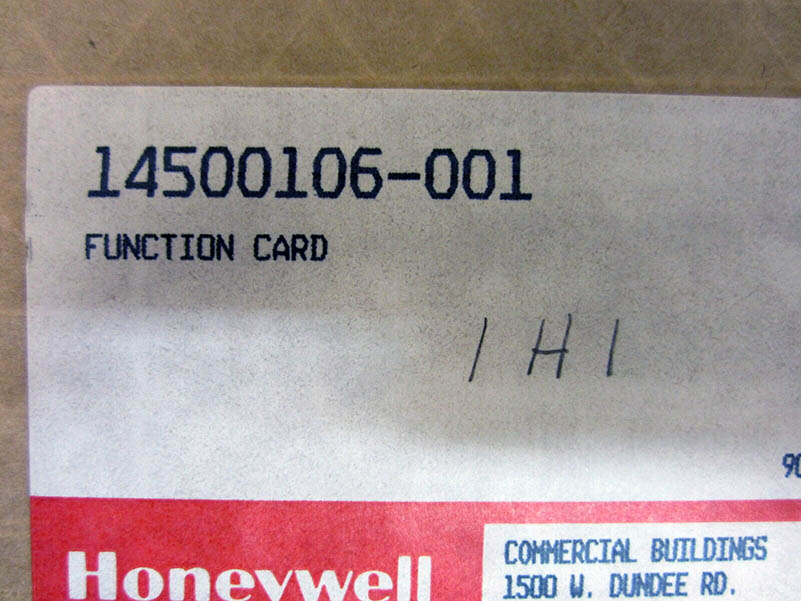 14500106-001
FUNCTION CARD
1 H 1
90
Honeywell
COMMERCIAL BUILDINGS
1500 W. DUNDEE RD.